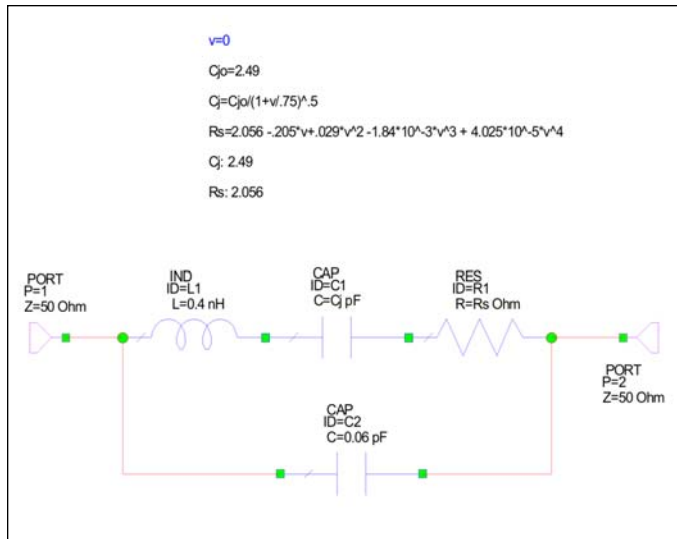 v=0
Cjo=2.49
Cj=Cjo/(1+v/.75)^.5
Rs=2.056 -.205*v+.029*v^2 -1.84*10^-3*v^3 + 4.025*10^-5*v^4
Cj: 2.49
Rs: 2.056
PORT
P=1
Z=50 Ohm
IND
ID=L1
L=0.4 nH
CAP
ID=C1
C=Cj pF
RES
ID=R1
R=Rs Ohm
PORT
P=2
Z=50 Ohm
CAP
ID=C2
C=0.06 pF